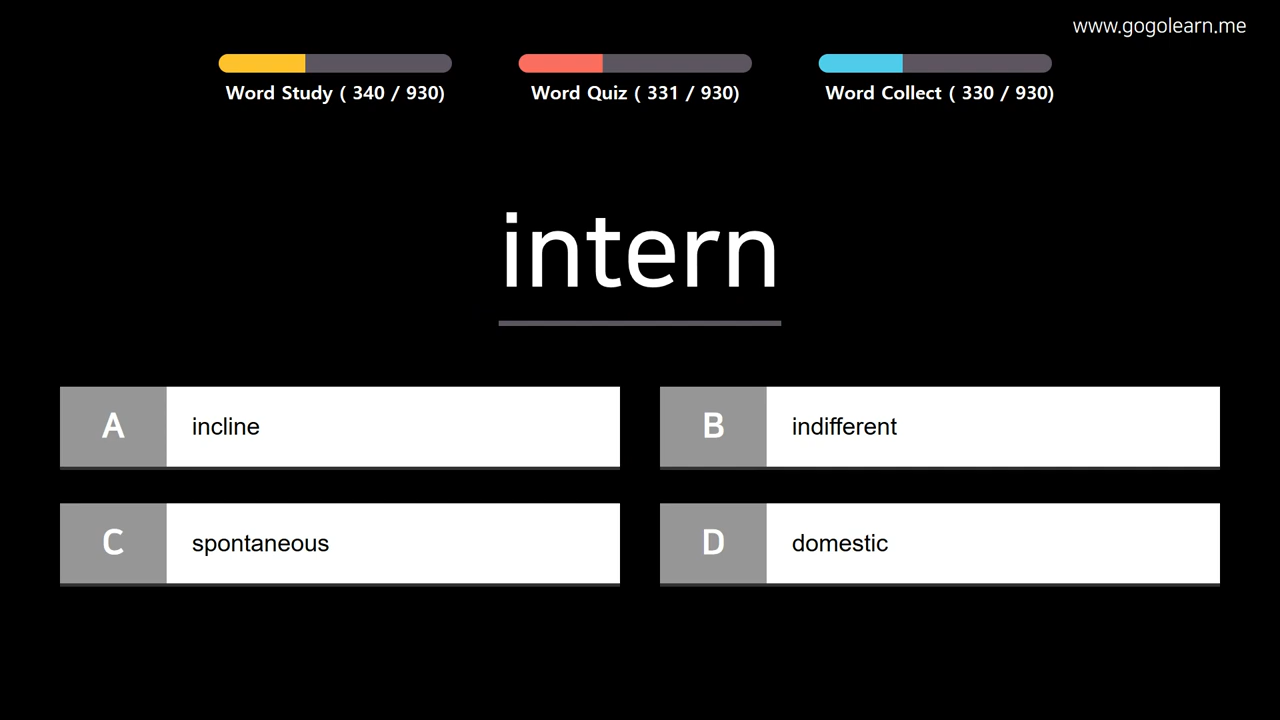 www.gogolearn.me
Word Study ( 340 / 930)
Word Quiz ( 331 / 930)
Word Collect ( 330 / 930)
intern
A incline
B indifferent
C spontaneous
D domestic